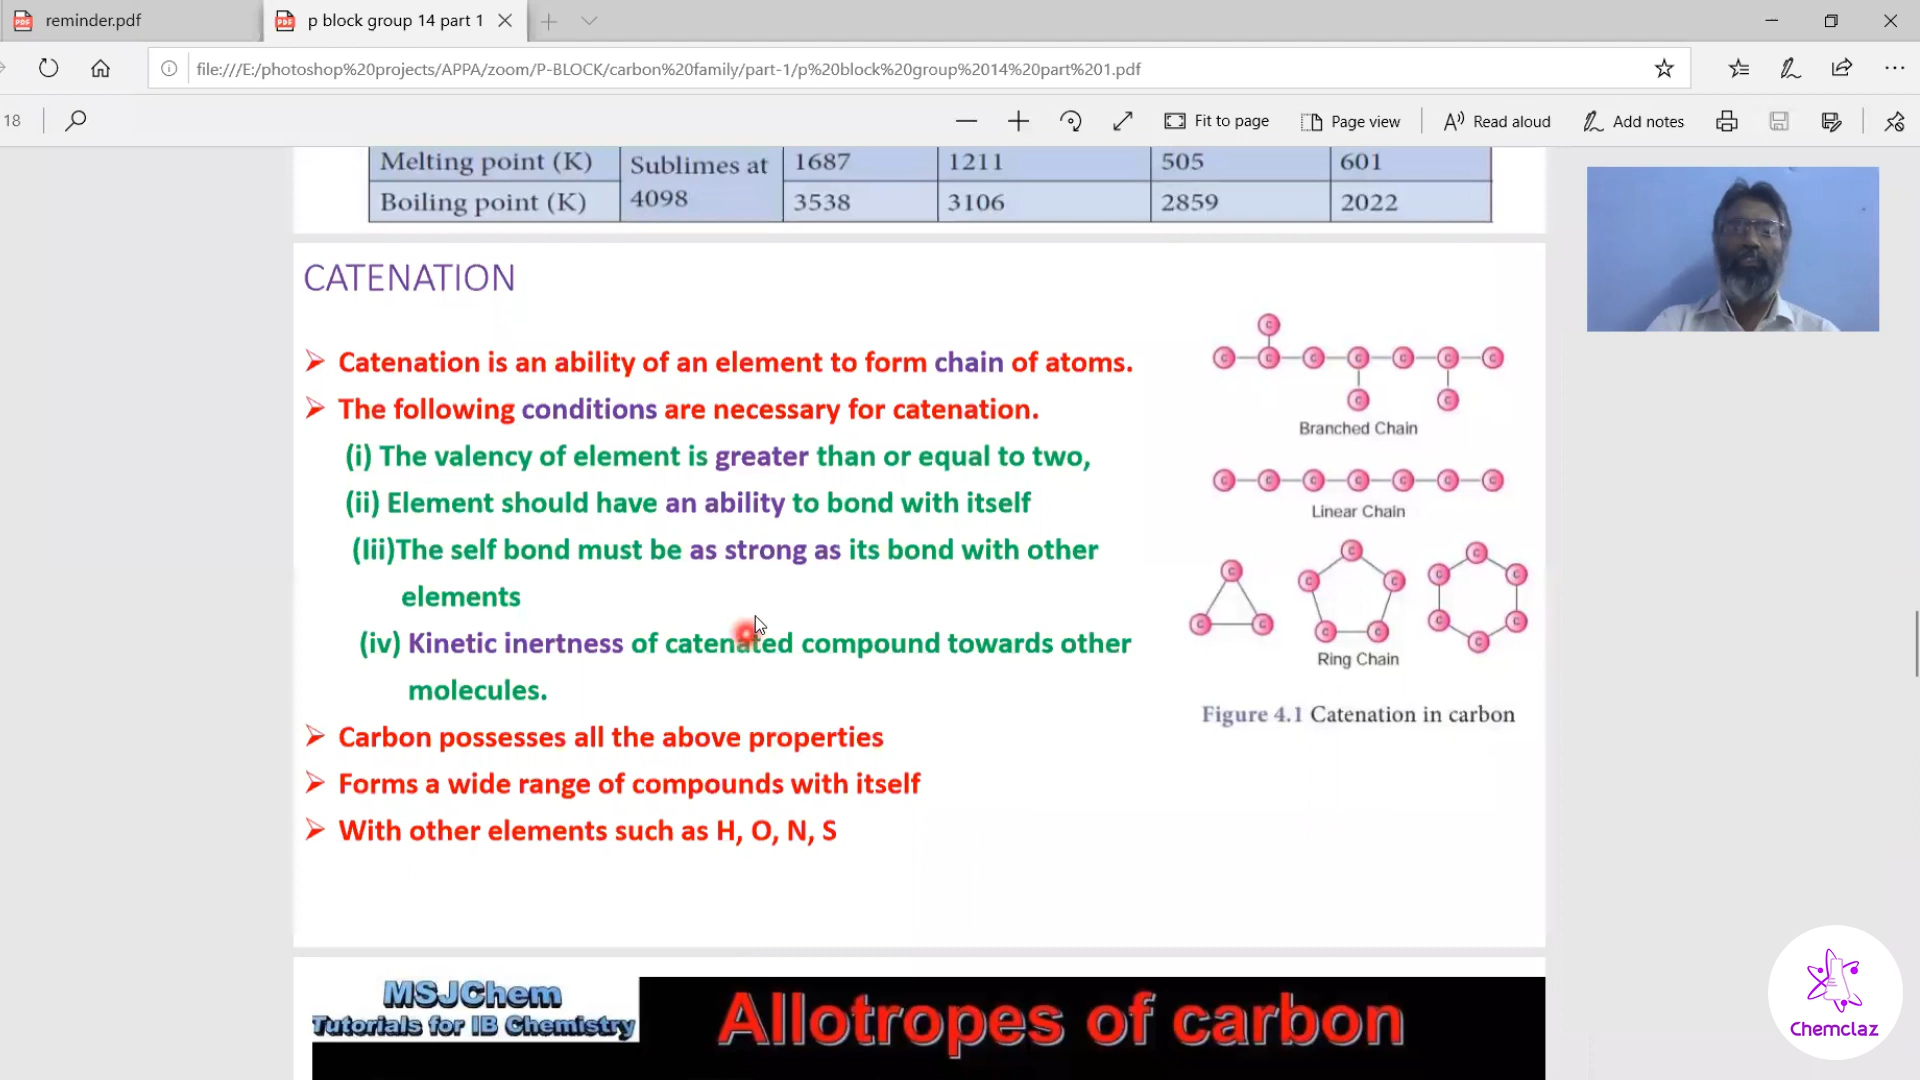 reminder.pdf
p block group 14 part 1
file:///E:/photoshop%20projects/APPA/zoom/P-BLOCK/carbon%20family/part-1/p%20block%20group%2014%20part%201.pdf
18
Fit to page
Page view
Read aloud
Add notes
Melting point (K) Sublimes at 4098 1687 1211 505 601
Boiling point (K) 3538 3106 2859 2022
CATENATION
Catenation is an ability of an element to form chain of atoms.
The following conditions are necessary for catenation.
(i) The valency of element is greater than or equal to two,
(ii) Element should have an ability to bond with itself
(Iii)The self bond must be as strong as its bond with other
elements
(iv) Kinetic inertness of catenated compound towards other
molecules.
Carbon possesses all the above properties
Forms a wide range of compounds with itself
With other elements such as H, O, N, S
C
C C C C C C C
C C
Branched Chain
C C C C C C C
Linear Chain
C C C
C C C C C
C C C C C C
Ring Chain
Figure 4.1 Catenation in carbon
MSJChem
Tutorials for IB Chemistry
Allotropes of carbon
Chemclaz